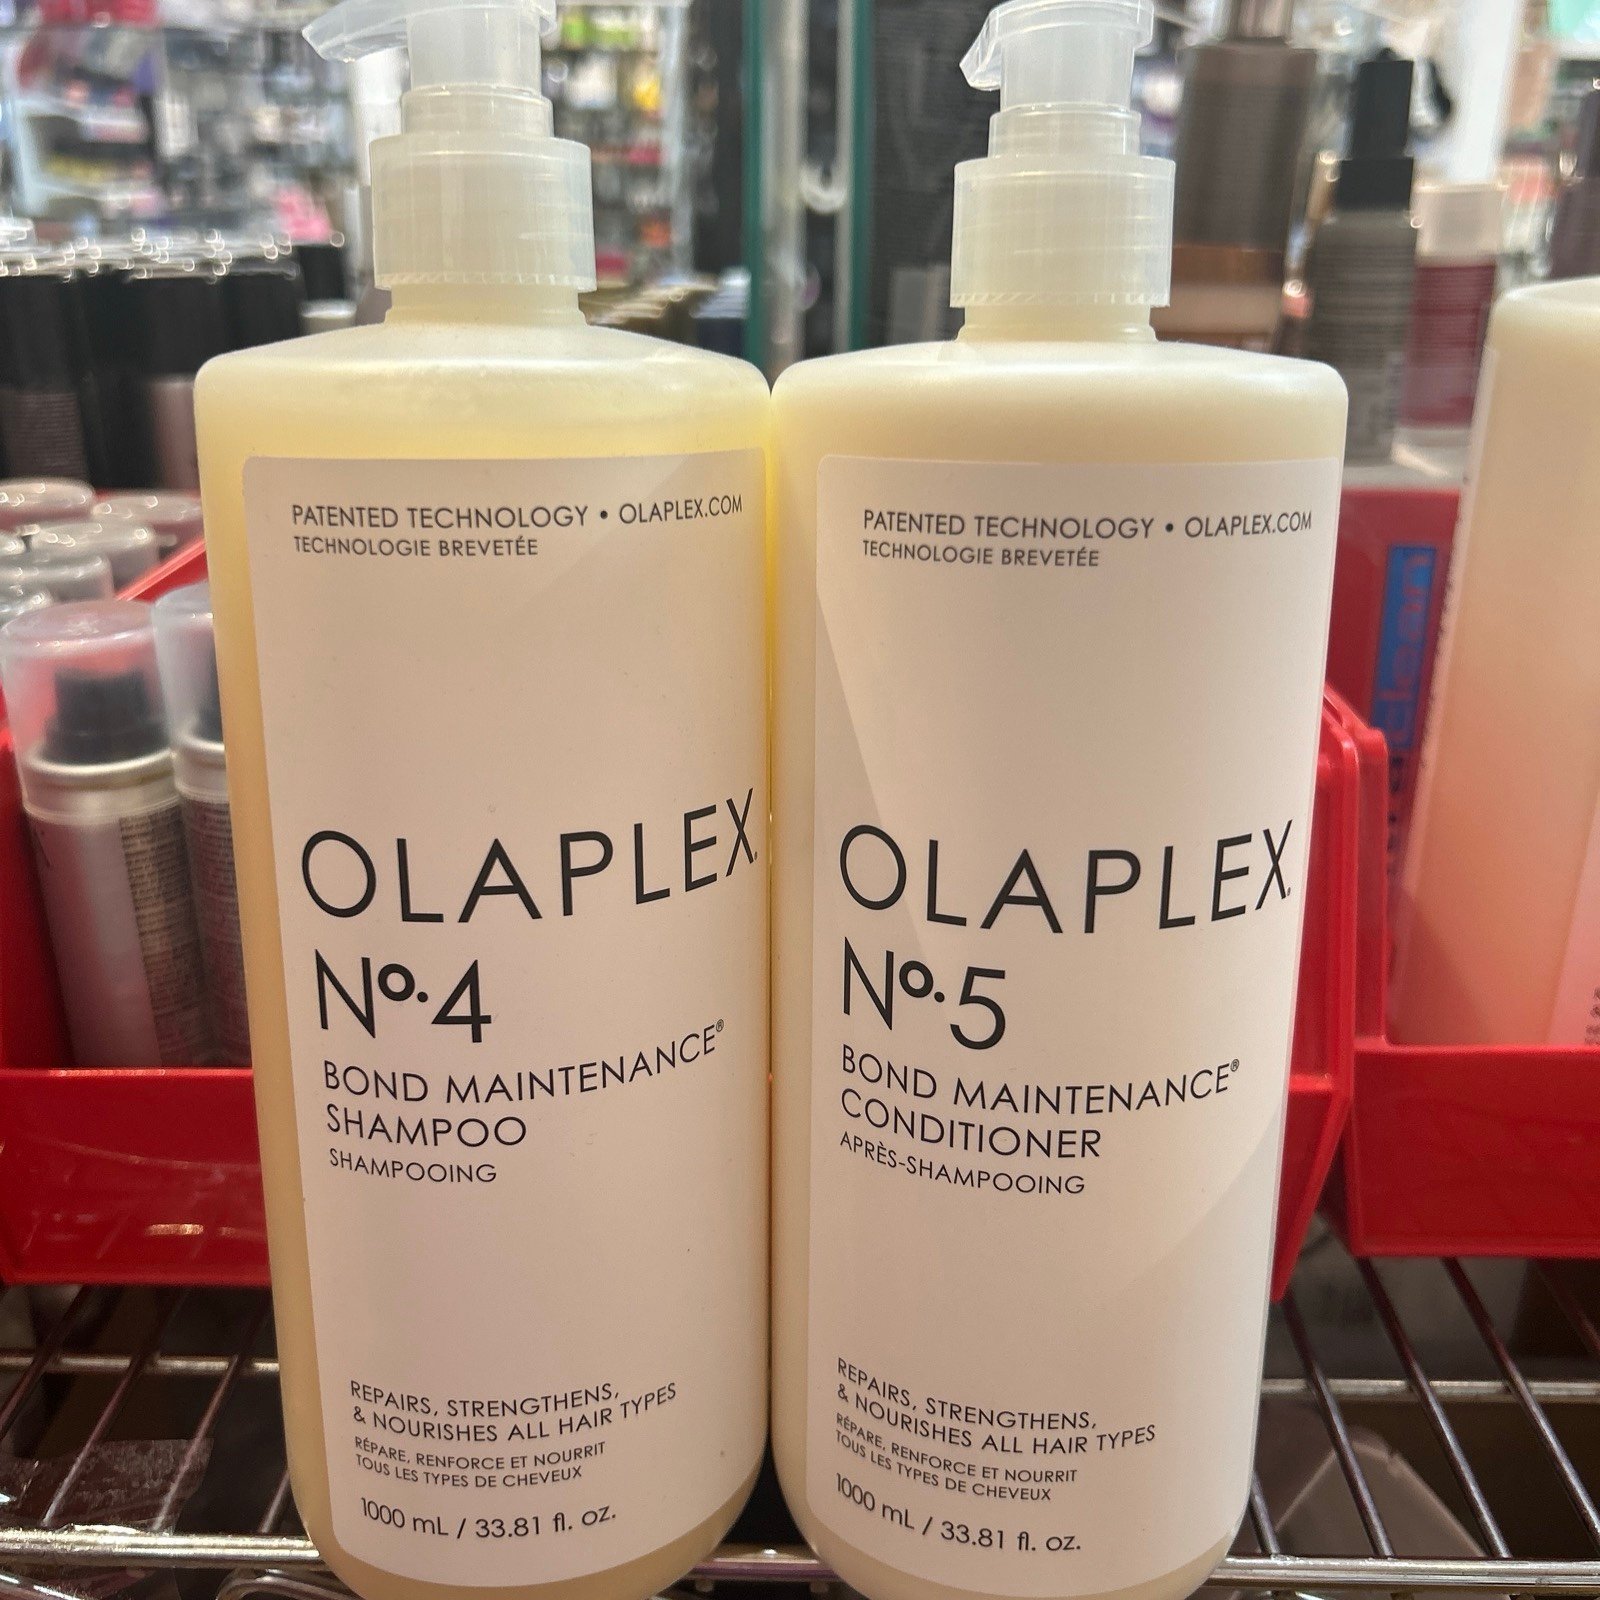 PATENTED TECHNOLOGY • OLAPLEX.COM
TECHNOLOGIE BREVETÉE
OLAPLEX®
Nº.4
BOND MAINTENANCE®
SHAMPOO
SHAMPOOING
REPAIRS, STRENGTHENS,
& NOURISHES ALL HAIR TYPES
RÉPARE, RENFORCE ET NOURRIT
TOUS LES TYPES DE CHEVEUX
1000 mL / 33.81 fl. oz.
PATENTED TECHNOLOGY • OLAPLEX.COM
TECHNOLOGIE BREVETÉE
OLAPLEX®
Nº.5
BOND MAINTENANCE®
CONDITIONER
APRÈS-SHAMPOOING
REPAIRS, STRENGTHENS,
& NOURISHES ALL HAIR TYPES
RÉPARE, RENFORCE ET NOURRIT
TOUS LES TYPES DE CHEVEUX
1000 mL / 33.81 fl. oz.